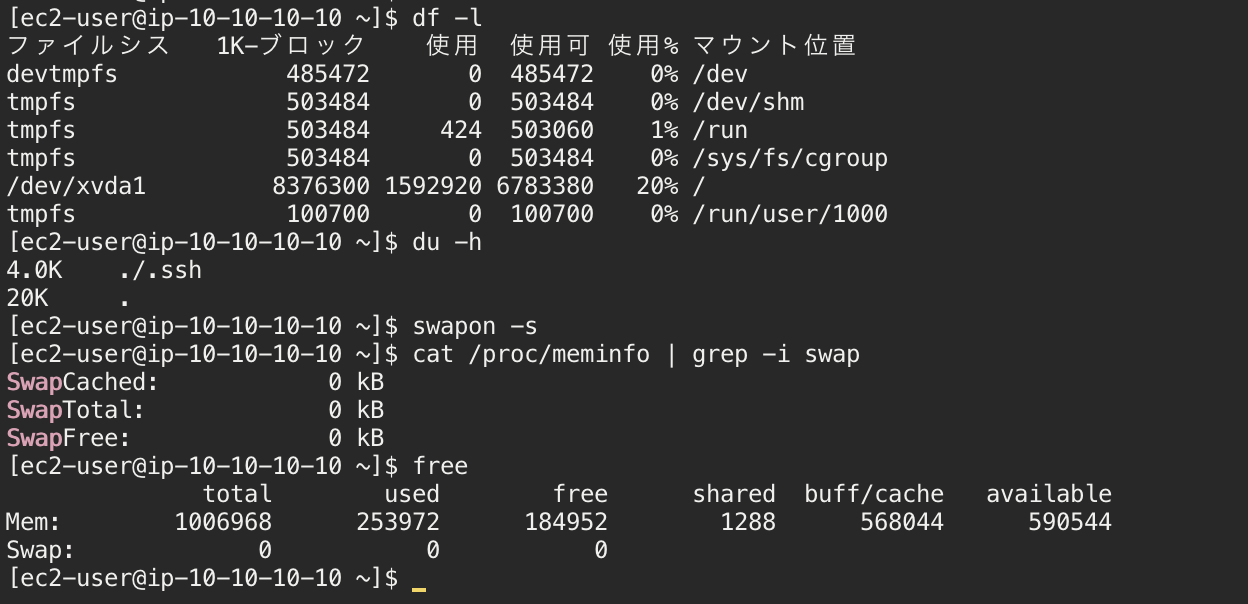 [ec2-user@ip-10-10-10-10 ~]$ df -l
ファイルシス   1K-ブロック    使用  使用可 使用% マウント位置
devtmpfs            485472       0  485472    0% /dev
tmpfs               503484       0  503484    0% /dev/shm
tmpfs               503484     424  503060    1% /run
tmpfs               503484       0  503484    0% /sys/fs/cgroup
/dev/xvda1         8376300 1592920 6783380   20% /
tmpfs               100700       0  100700    0% /run/user/1000
[ec2-user@ip-10-10-10-10 ~]$ du -h
4.0K    ./.ssh
20K     .
[ec2-user@ip-10-10-10-10 ~]$ swapon -s
[ec2-user@ip-10-10-10-10 ~]$ cat /proc/meminfo | grep -i swap
SwapCached:            0 kB
SwapTotal:             0 kB
SwapFree:              0 kB
[ec2-user@ip-10-10-10-10 ~]$ free
              total        used        free      shared  buff/cache   available
Mem:        1006968      253972      184952        1288      568044      590544
Swap:             0           0           0
[ec2-user@ip-10-10-10-10 ~]$ _